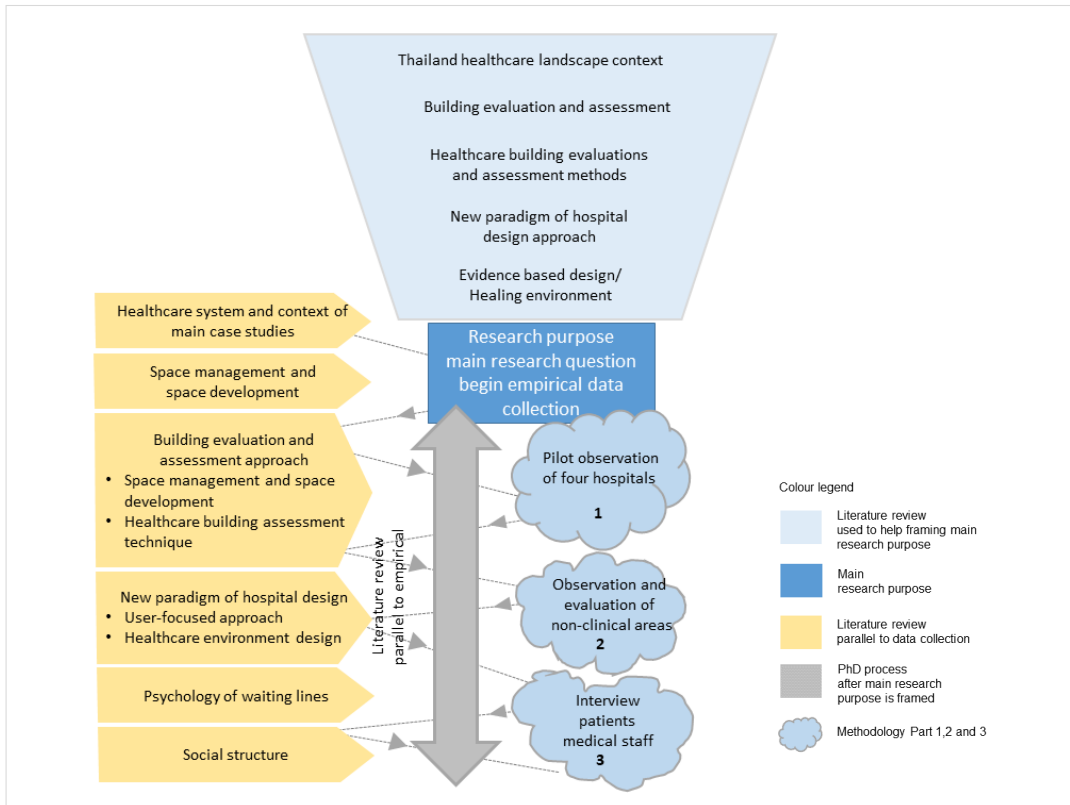 Thailand healthcare landscape context
Building evaluation and assessment
Healthcare building evaluations
and assessment methods
New paradigm of hospital
design approach
Evidence based design/
Healing environment
Research purpose
main research question
begin empirical data
collection
Healthcare system and context of
main case studies
Space management and
space development
Building evaluation and
assessment approach
• Space management and space
development
• Healthcare building assessment
technique
New paradigm of hospital design
• User-focused approach
• Healthcare environment design
Psychology of waiting lines
Social structure
Literature review
parallel to empirical
Pilot observation
of four hospitals
1
Observation and
evaluation of
non-clinical areas
2
Interview
patients
medical staff
3
Colour legend
Literature review
used to help framing main
research purpose
Main
research purpose
Literature review
parallel to data collection
PhD process
after main research
purpose is framed
Methodology Part 1,2 and 3